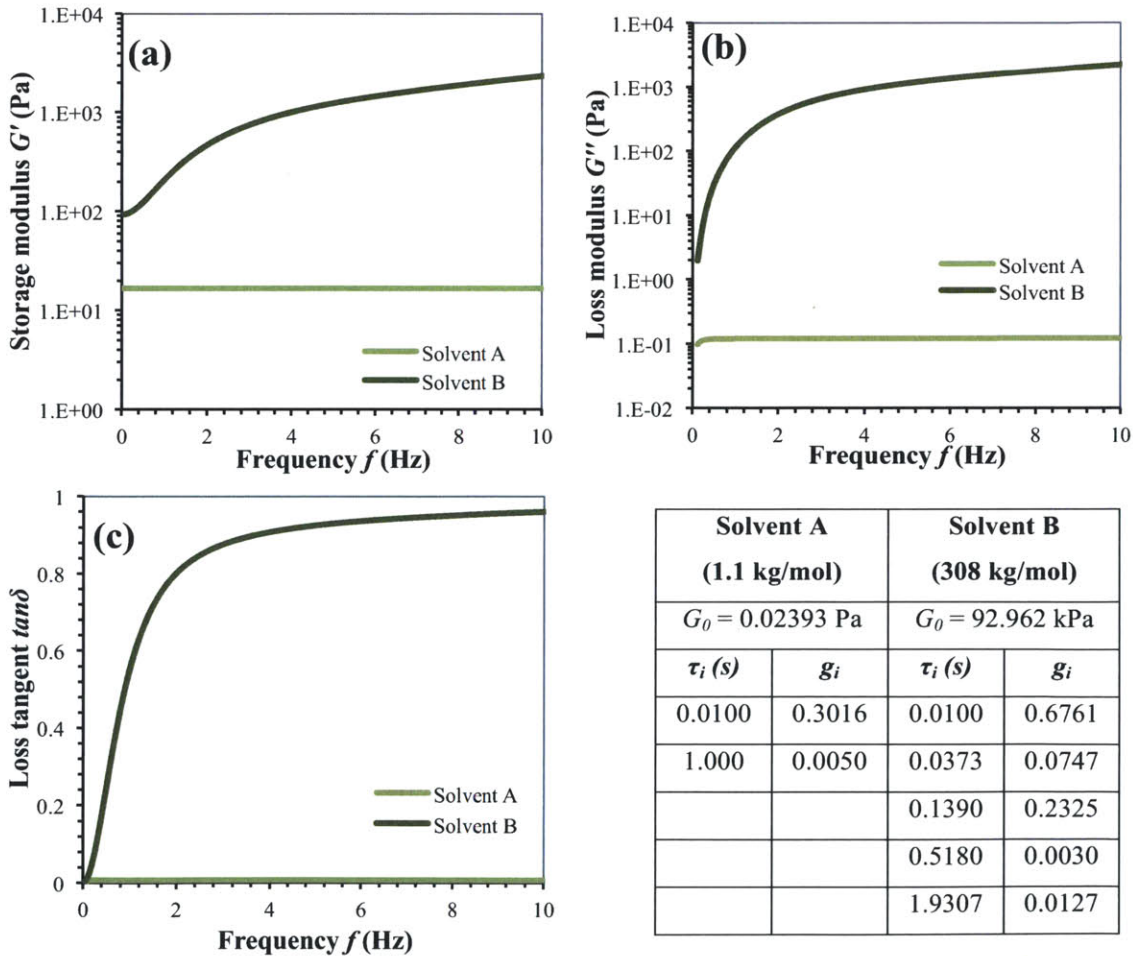 (a)
Storage modulus G' (Pa)
1.E+04
1.E+03
1.E+02
1.E+01
1.E+00
0 2 4 6 8 10
Frequency f (Hz)
Solvent A
Solvent B
(b)
Loss modulus G'' (Pa)
1.E+04
1.E+03
1.E+02
1.E+01
1.E+00
1.E-01
1.E-02
0 2 4 6 8 10
Frequency f (Hz)
Solvent A
Solvent B
(c)
Loss tangent tanδ
1
0.8
0.6
0.4
0.2
0
0 2 4 6 8 10
Frequency f (Hz)
Solvent A
Solvent B
Solvent A Solvent B
(1.1 kg/mol) (308 kg/mol)
G0 = 0.02393 Pa G0 = 92.962 kPa
τi (s) gi τi (s) gi
0.0100 0.3016 0.0100 0.6761
1.000 0.0050 0.0373 0.0747
0.1390 0.2325
0.5180 0.0030
1.9307 0.0127